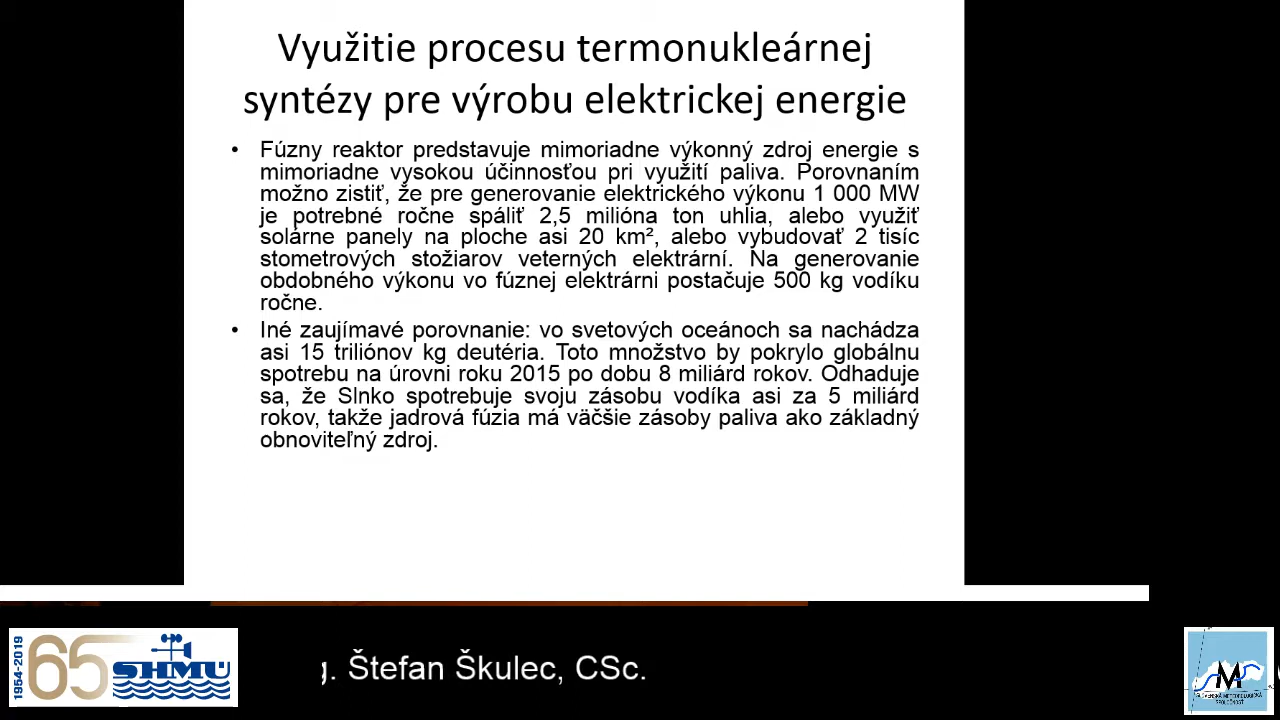 Využitie procesu termonukleárnej
syntézy pre výrobu elektrickej energie
• Fúzny reaktor predstavuje mimoriadne výkonný zdroj energie s
mimoriadne vysokou účinnosťou pri využití paliva. Porovnaním
možno zistiť, že pre generovanie elektrického výkonu 1 000 MW
je potrebné ročne spáliť 2,5 milióna ton uhlia, alebo využiť
solárne panely na ploche asi 20 km², alebo vybudovať 2 tisíc
stometrových stožiarov veterných elektrární. Na generovanie
obdobného výkonu vo fúznej elektrárni postačuje 500 kg vodíku
ročne.
• Iné zaujímavé porovnanie: vo svetových oceánoch sa nachádza
asi 15 triliónov kg deutéria. Toto množstvo by pokrylo globálnu
spotrebu na úrovni roku 2015 po dobu 8 miliárd rokov. Odhaduje
sa, že Slnko spotrebuje svoju zásobu vodíka asi za 5 miliárd
rokov, takže jadrová fúzia má väčšie zásoby paliva ako základný
obnoviteľný zdroj.
1954-2019
65
SHMÚ
g. Štefan Škulec, CSc.
M
SLOVENSKÁ METEOROLOGICKÁ
SPOLOČNOSŤ